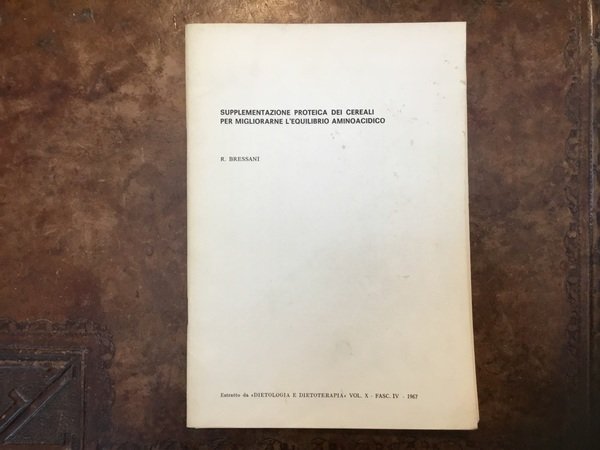 SUPPLEMENTAZIONE PROTEICA DEI CEREALI
PER MIGLIORARNE L'EQUILIBRIO AMINOACIDICO
R. BRESSANI
Estratto da «DIETOLOGIA E DIETOTERAPIA» VOL. X - FASC. IV - 1967